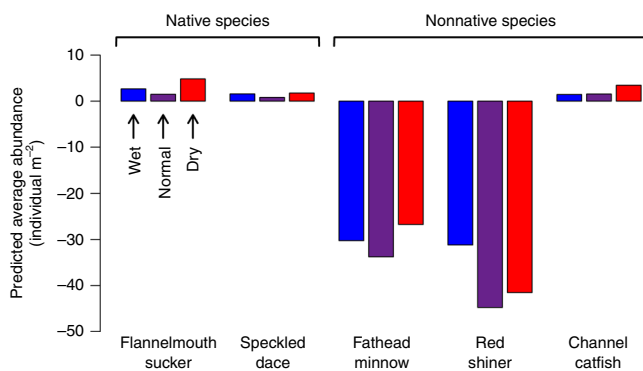 Native species
Nonnative species
10
0
–10
–20
–30
–40
–50
Predicted average abundance
(individual m⁻²)
Wet
Normal
Dry
Flannelmouth
sucker
Speckled
dace
Fathead
minnow
Red
shiner
Channel
catfish